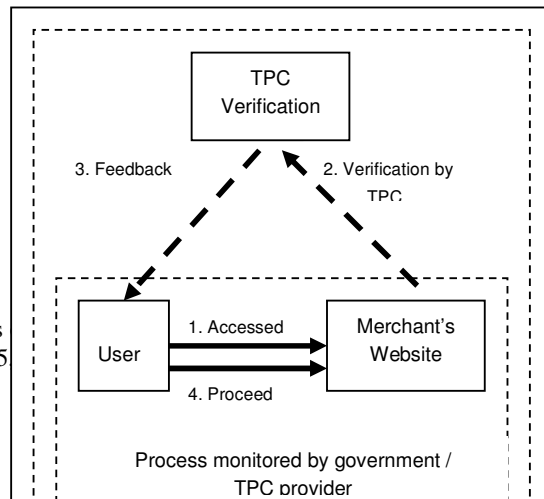 TPC
Verification
3. Feedback
2. Verification by
TPC
s
5.
User
1. Accessed
4. Proceed
Merchant's
Website
Process monitored by government /
TPC provider